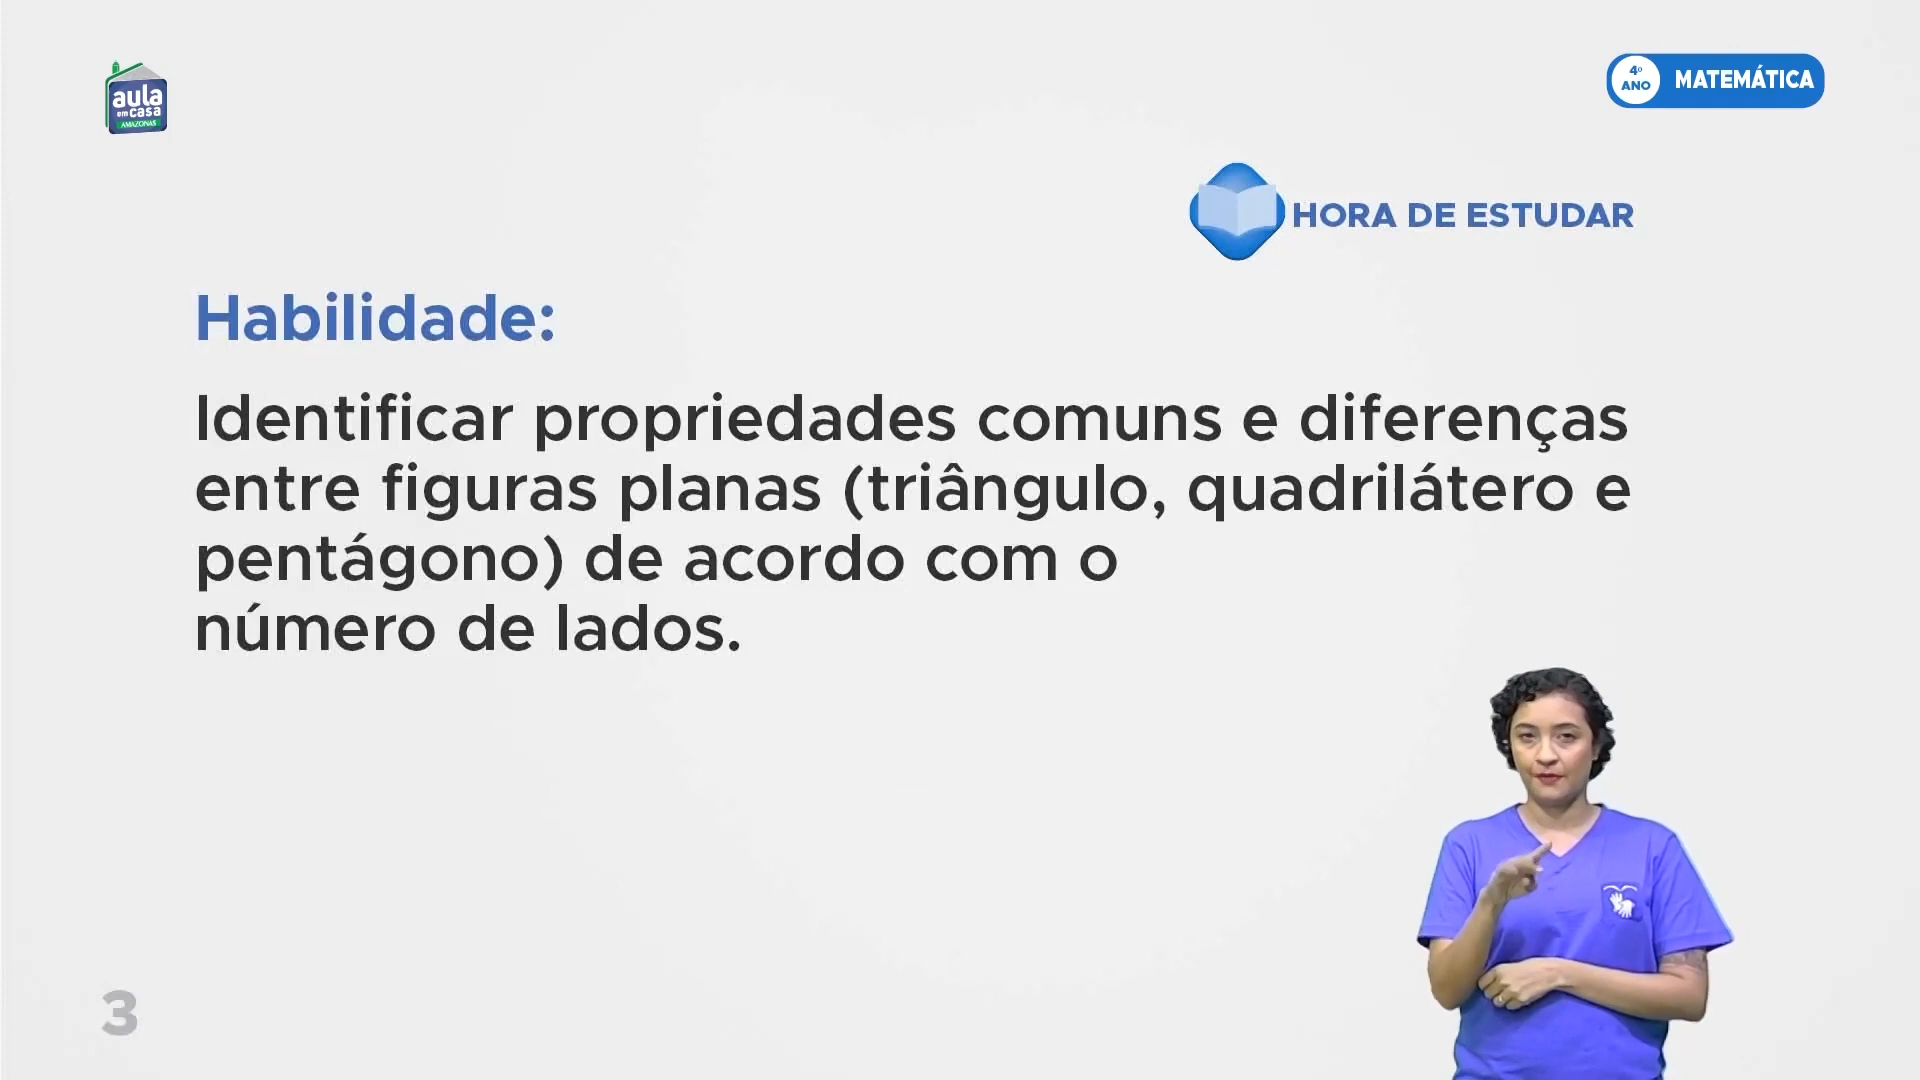 aula
em casa
AMAZONAS
4º
ANO
MATEMÁTICA
HORA DE ESTUDAR
Habilidade:
Identificar propriedades comuns e diferenças
entre figuras planas (triângulo, quadrilátero e
pentágono) de acordo com o
número de lados.
3